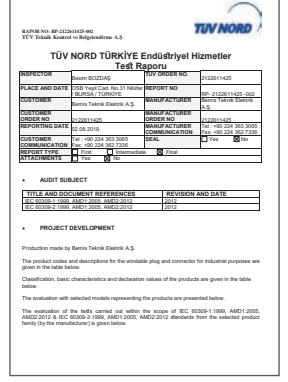 TUV NORD
RAPOR NO: RP-2122611425-002
TÜV Teknik Kontrol ve Belgelendirme A.Ş
TÜV NORD TÜRKİYE Endüstriyel Hizmetler
Test Raporu
INSPECTOR Besim BOZDAŞ TUV ORDER NO. 2122611425
PLACE AND DATE OSB Yeşil Cad. No.31 Nilüfer / BURSA / TÜRKİYE REPORT NO RP- 2122611425 -002
CUSTOMER Bemis Teknik Elektrik A.Ş. MANUFACTURER Bemis Teknik Elektrik A.Ş.
CUSTOMER ORDER NO 2122611425 MANUFACTURER ORDER NO 2122611425
REPORTING DATE 02.08.2019 MANUFACTURER COMMUNICATION Tel : +90 224 363 3065 Fax: +90 224 362 7336
CUSTOMER COMMUNICATION Tel : +90 224 363 3065 Fax: +90 224 362 7336 SEAL Yes No
REPORT TYPE First Intermediate Final
ATTACHMENTS Yes No
AUDIT SUBJECT
TITLE AND DOCUMENT REFERENCES REVISION AND DATE
IEC 60309-1:1999, AMD1:2005, AMD2:2012 2012
IEC 60309-2:1999, AMD1:2005, AMD2:2012 2012
PROJECT DEVELOPMENT
Production made by Bemis Teknik Elektrik A.Ş.
The product codes and descriptions for the windable plug and connector for industrial purposes are
given in the table below.
Classification, basic characteristics and declaration values of the products are given in the table
below.
The evaluation selected models representing the products are presented below.
The evaluation of the tests carried out within the scope of IEC 60309-1:1999, AMD1:2005,
AMD2:2012 & IEC 60309-2:1999, AMD1:2005, AMD2:2012 standards from the selected product
family (by the manufacturer) is given below.